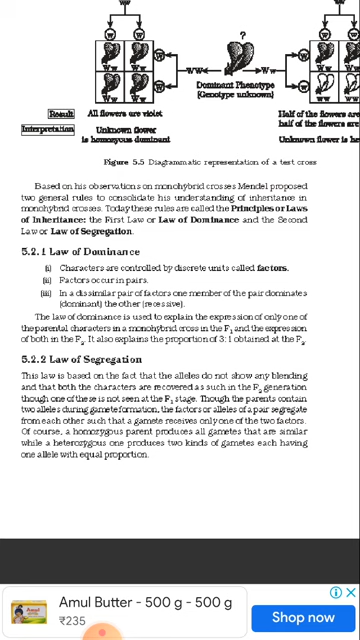 W W W W
?
W W
Ww Ww Ww Ww
W W WW Ww W W
Ww Ww Ww ww
Dominant Phenotype
(Genotype unknown)
Result All flowers are violet Half of the flowers are
half of the flowers are
Interpretation Unknown flower Unknown flower is he
is homozyous dominant
Figure 5.5 Diagrammatic representation of a test cross
Based on his observations on monohybrid crosses Mendel proposed
two general rules to consolidate his understanding of inheritance in
monohybrid crosses. Today these rules are called the Principles or Laws
of Inheritance: the First Law or Law of Dominance and the Second
Law or Law of Segregation.
5.2.1 Law of Dominance
(i) Characters are controlled by discrete units called factors.
(ii) Factors occur in pairs.
(iii) In a dissimilar pair of factors one member of the pair dominates
(dominant) the other (recessive).
The law of dominance is used to explain the expression of only one of
the parental characters in a monohybrid cross in the F1 and the expression
of both in the F2. It also explains the proportion of 3:1 obtained at the F2.
5.2.2 Law of Segregation
This law is based on the fact that the alleles do not show any blending
and that both the characters are recovered as such in the F2 generation
though one of these is not seen at the F1 stage. Though the parents contain
two alleles during gamete formation, the factors or alleles of a pair segregate
from each other such that a gamete receives only one of the two factors.
Of course, a homozygous parent produces all gametes that are similar
while a heterozygous one produces two kinds of gametes each having
one allele with equal proportion.
Amul Butter - 500 g - 500 g
₹235
Shop now